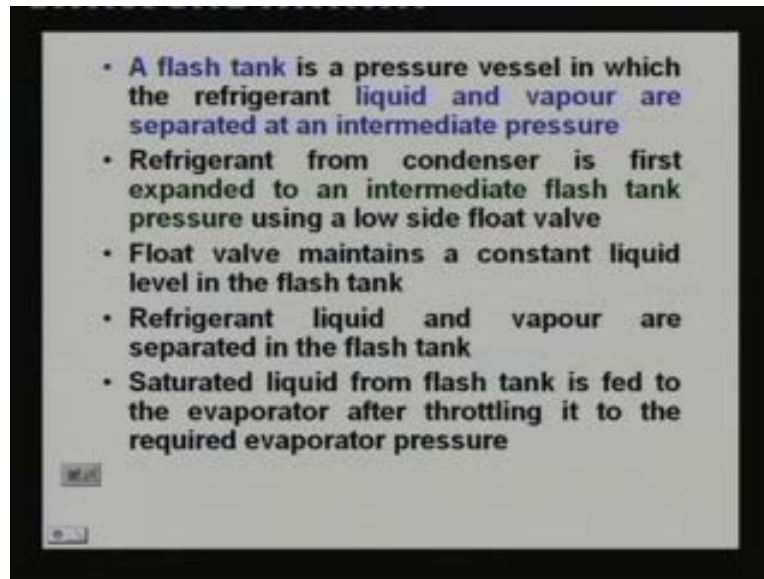 • A flash tank is a pressure vessel in which
the refrigerant liquid and vapour are
separated at an intermediate pressure
• Refrigerant from condenser is first
expanded to an intermediate flash tank
pressure using a low side float valve
• Float valve maintains a constant liquid
level in the flash tank
• Refrigerant liquid and vapour are
separated in the flash tank
• Saturated liquid from flash tank is fed to
the evaporator after throttling it to the
required evaporator pressure